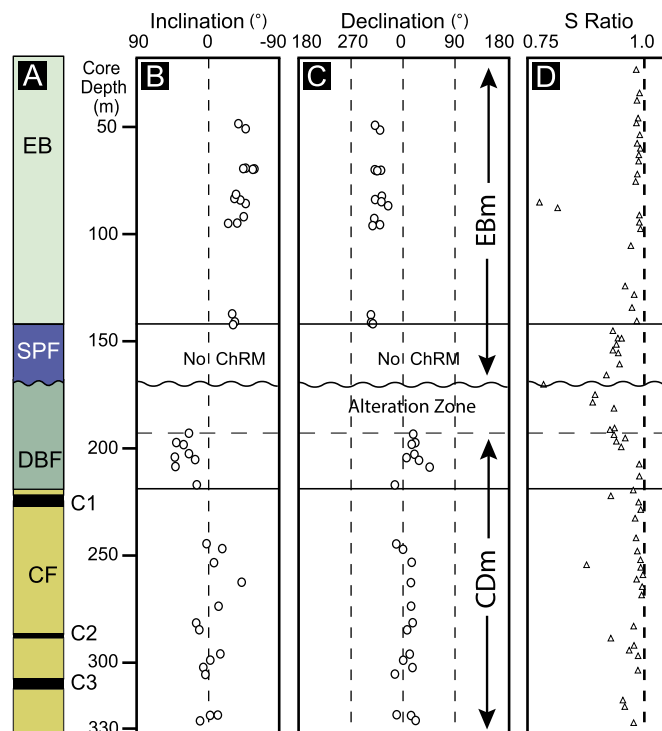 Inclination (°) Declination (°) S Ratio
90 0 -90 180 270 0 90 180 0.75 1.0
A B C D
Core
Depth
(m)
50
100
150
200
250
300
330
EB
SPF
DBF
CF
C1
C2
C3
No ChRM
No ChRM
Alteration Zone
EBm
CDm